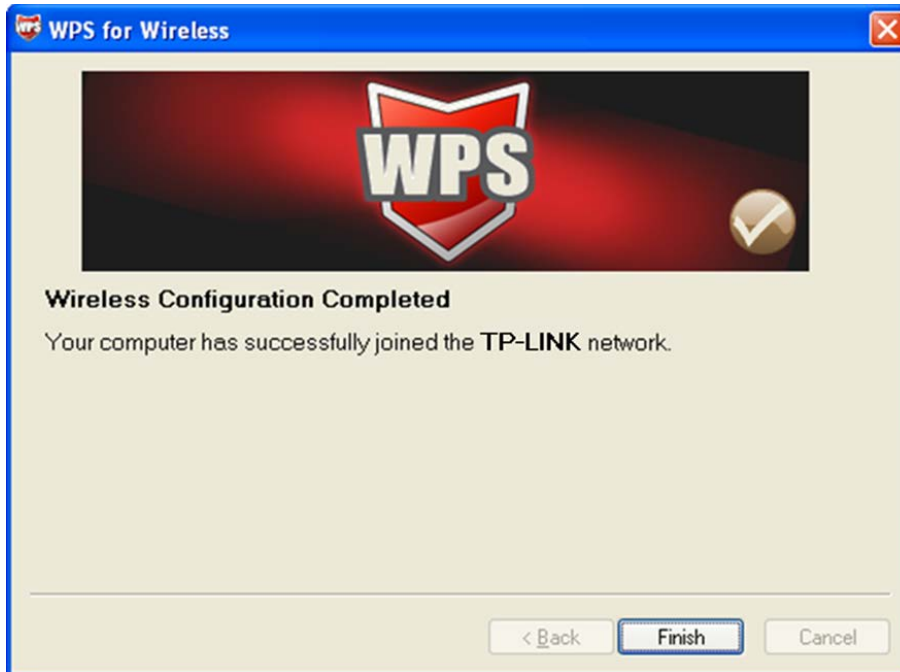 WPS for Wireless
WPS
Wireless Configuration Completed
Your computer has successfully joined the TP-LINK network.
< Back
Finish
Cancel